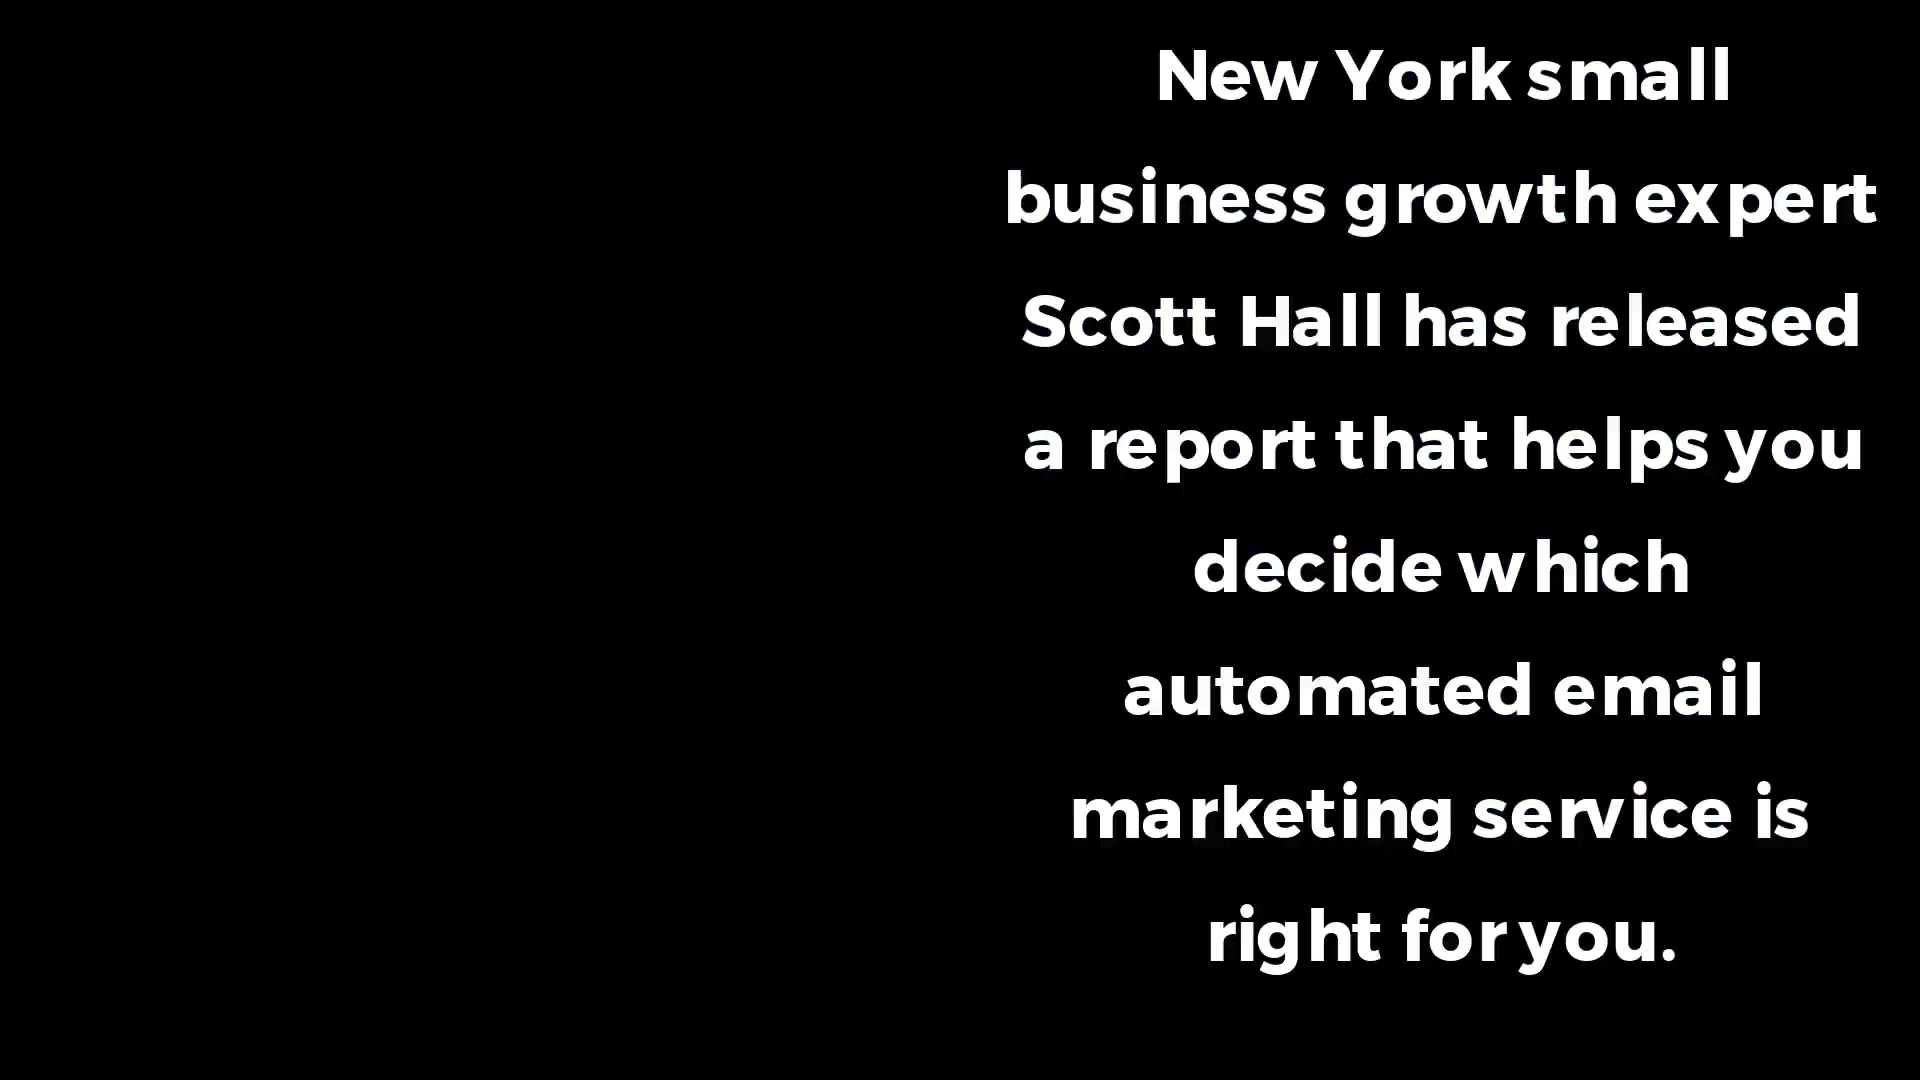 New York small
business growth expert
Scott Hall has released
a report that helps you
decide which
automated email
marketing service is
right for you.